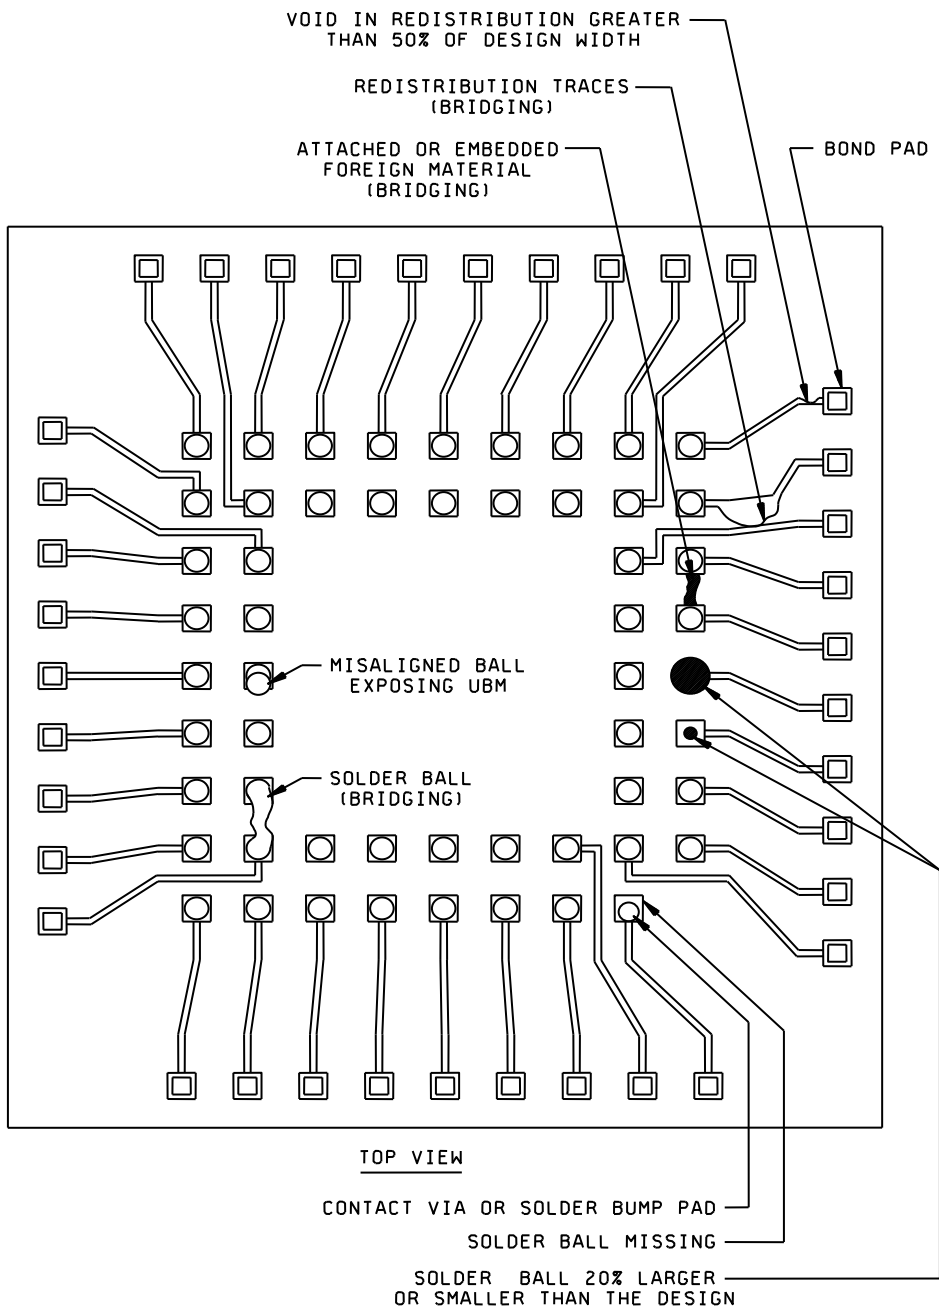 VOID IN REDISTRIBUTION GREATER
THAN 50% OF DESIGN WIDTH
REDISTRIBUTION TRACES
(BRIDGING)
ATTACHED OR EMBEDDED
FOREIGN MATERIAL
(BRIDGING)
BOND PAD
MISALIGNED BALL
EXPOSING UBM
SOLDER BALL
(BRIDGING)
TOP VIEW
CONTACT VIA OR SOLDER BUMP PAD
SOLDER BALL MISSING
SOLDER BALL 20% LARGER
OR SMALLER THAN THE DESIGN